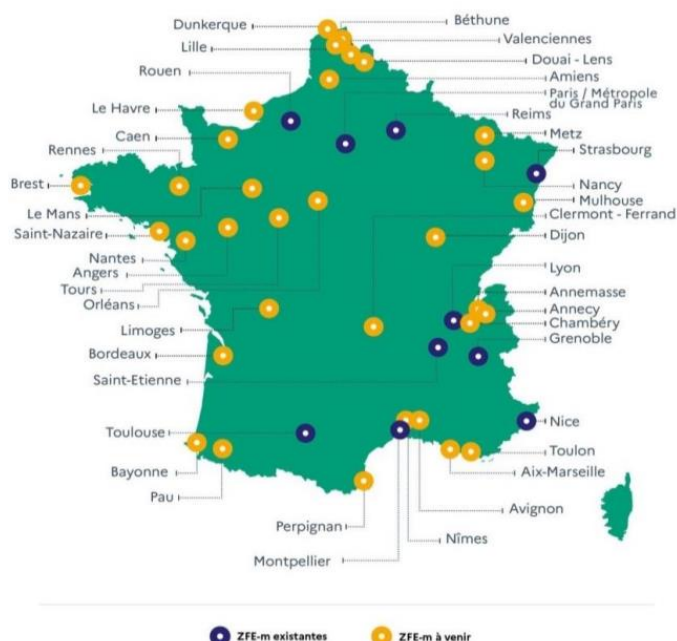 Dunkerque
Béthune
Lille
Valenciennes
Douai - Lens
Rouen
Amiens
Paris / Métropole
du Grand Paris
Le Havre
Reims
Caen
Metz
Rennes
Strasbourg
Brest
Nancy
Mulhouse
Le Mans
Clermont - Ferrand
Saint-Nazaire
Dijon
Nantes
Angers
Lyon
Tours
Annemasse
Orléans
Annecy
Chambéry
Limoges
Grenoble
Bordeaux
Saint-Etienne
Nice
Toulouse
Toulon
Bayonne
Aix-Marseille
Pau
Avignon
Perpignan
Nîmes
Montpellier
ZFE-m existantes
ZFE-m à venir